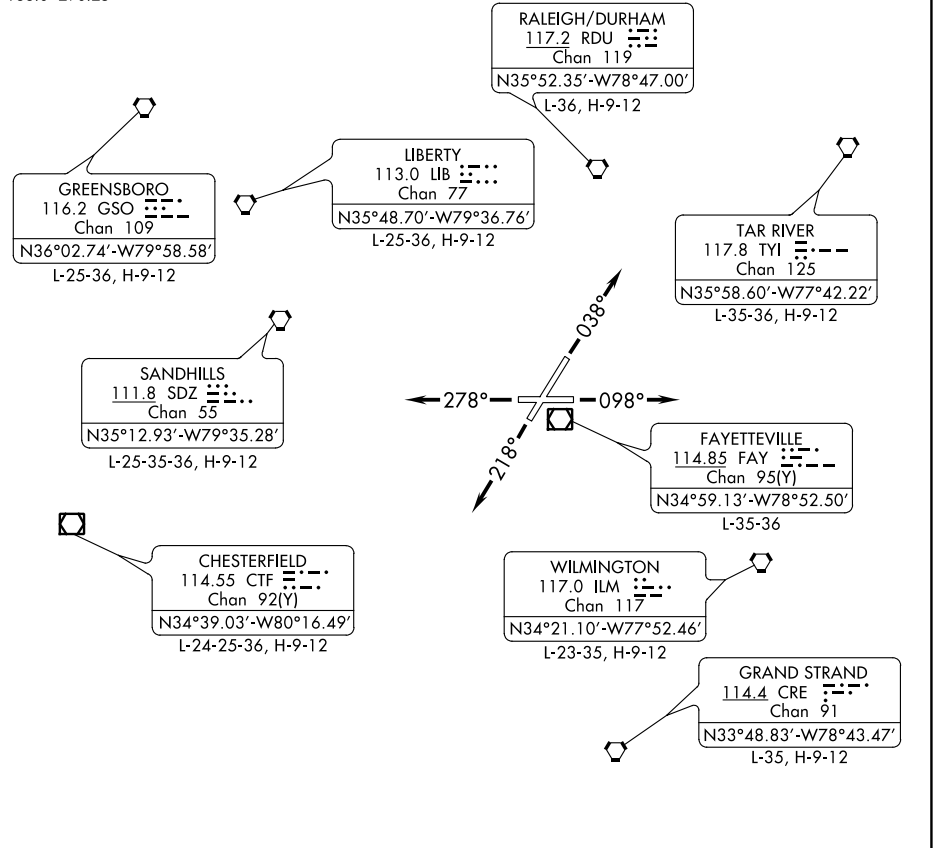 RALEIGH/DURHAM
117.2 RDU
Chan 119
N35°52.35'-W78°47.00'
L-36, H-9-12
GREENSBORO
116.2 GSO
Chan 109
N36°02.74'-W79°58.58'
L-25-36, H-9-12
LIBERTY
113.0 LIB
Chan 77
N35°48.70'-W79°36.76'
L-25-36, H-9-12
TAR RIVER
117.8 TYI
Chan 125
N35°58.60'-W77°42.22'
L-35-36, H-9-12
SANDHILLS
111.8 SDZ
Chan 55
N35°12.93'-W79°35.28'
L-25-35-36, H-9-12
038°
278°
098°
218°
FAYETTEVILLE
114.85 FAY
Chan 95(Y)
N34°59.13'-W78°52.50'
L-35-36
CHESTERFIELD
114.55 CTF
Chan 92(Y)
N34°39.03'-W80°16.49'
L-24-25-36, H-9-12
WILMINGTON
117.0 ILM
Chan 117
N34°21.10'-W77°52.46'
L-23-35, H-9-12
GRAND STRAND
114.4 CRE
Chan 91
N33°48.83'-W78°43.47'
L-35, H-9-12